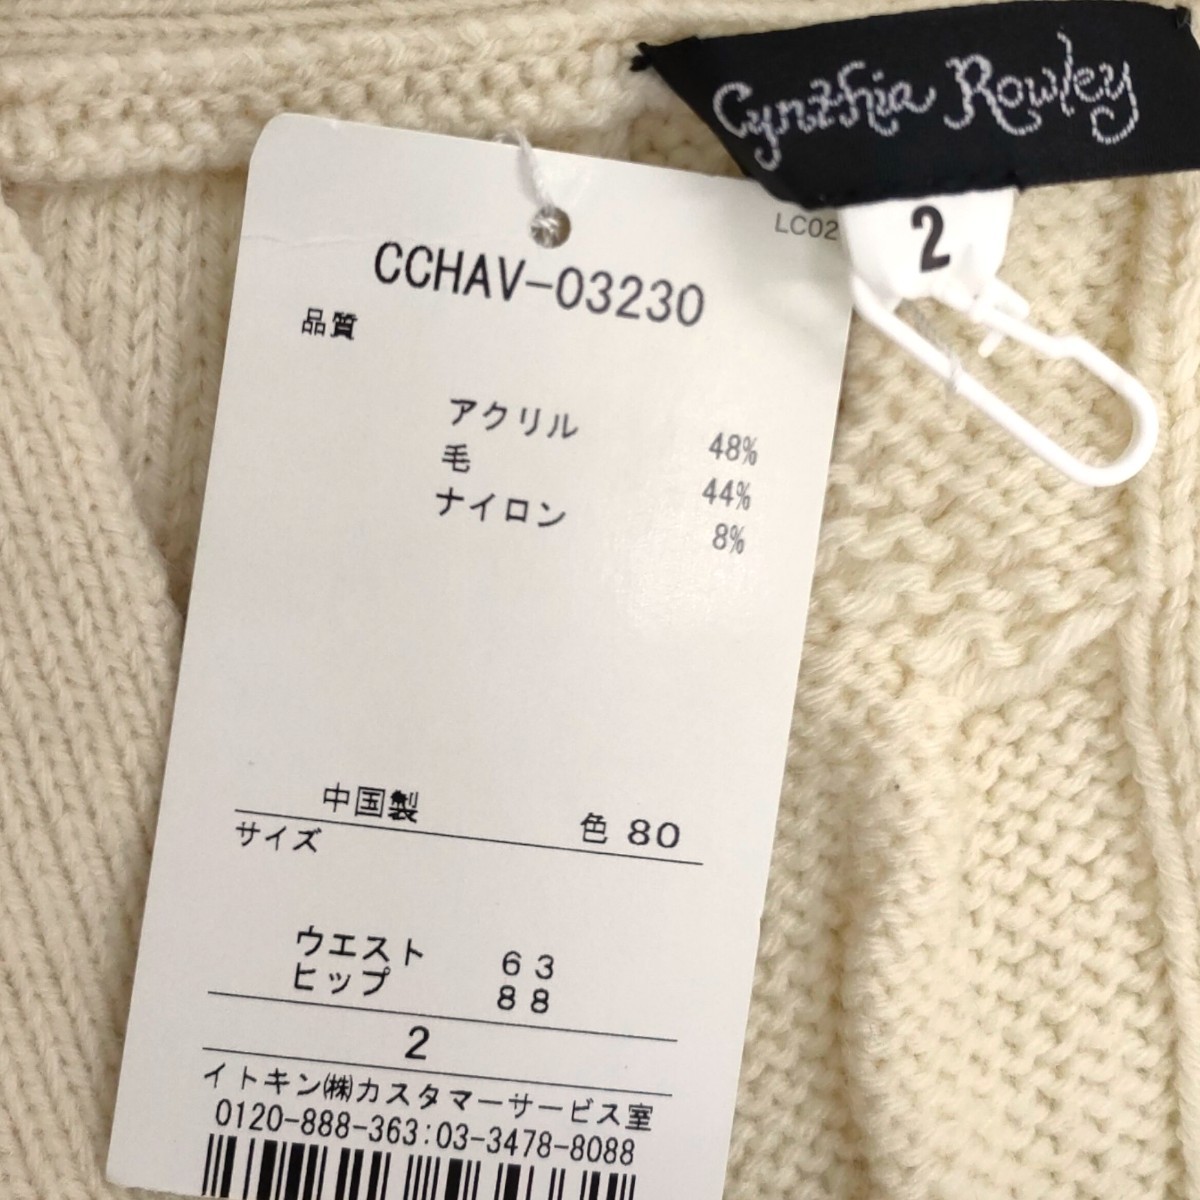 Cynthia Rowley
2
LC02
CCHAV-03230
品質
アクリル 48%
毛 44%
ナイロン 8%
中国製 色 80
サイズ
ウエスト 63
ヒップ 88
2
イトキン㈱カスタマーサービス室
0120-888-363:03-3478-8088